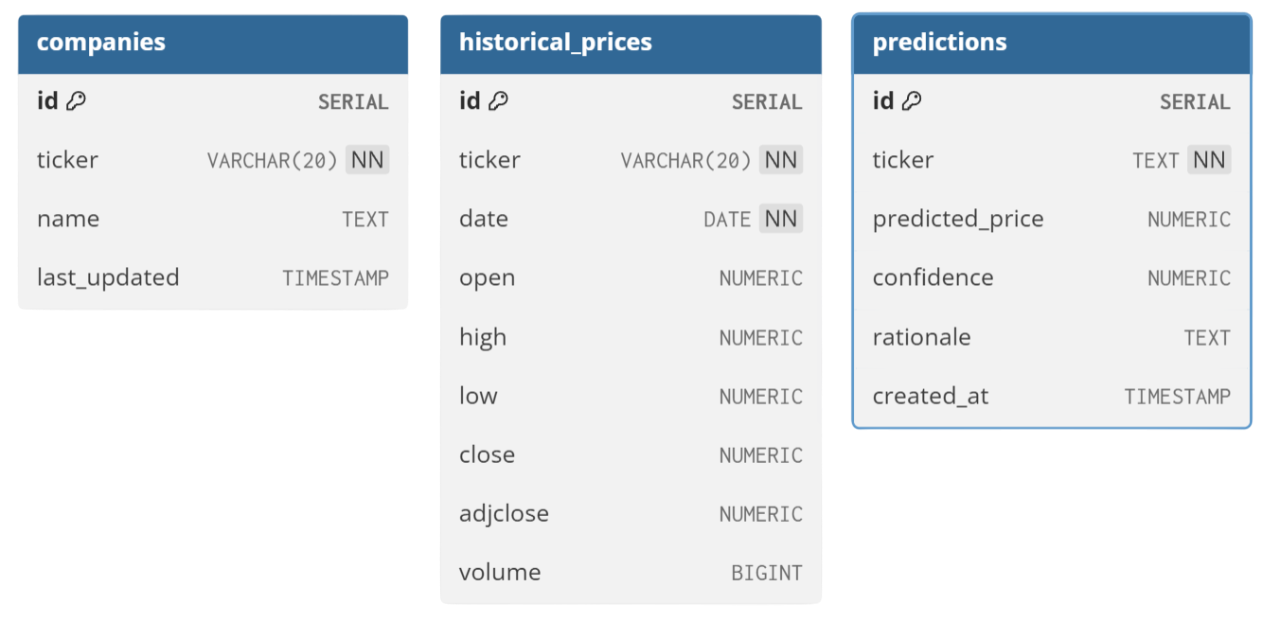 companies
id SERIAL
ticker VARCHAR(20) NN
name TEXT
last_updated TIMESTAMP
historical_prices
id SERIAL
ticker VARCHAR(20) NN
date DATE NN
open NUMERIC
high NUMERIC
low NUMERIC
close NUMERIC
adjclose NUMERIC
volume BIGINT
predictions
id SERIAL
ticker TEXT NN
predicted_price NUMERIC
confidence NUMERIC
rationale TEXT
created_at TIMESTAMP